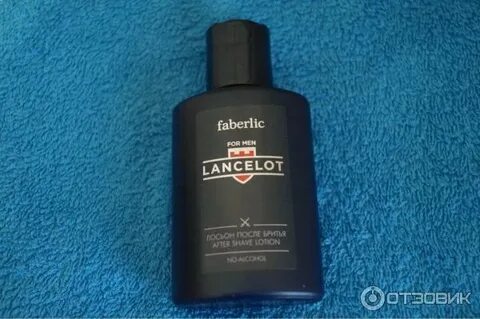 faberlic
FOR MEN
LANCELOT
ЛОСЬОН ПОСЛЕ БРИТЬЯ
AFTER SHAVE LOTION
NO-ALCOHOL
ОТЗОВИК